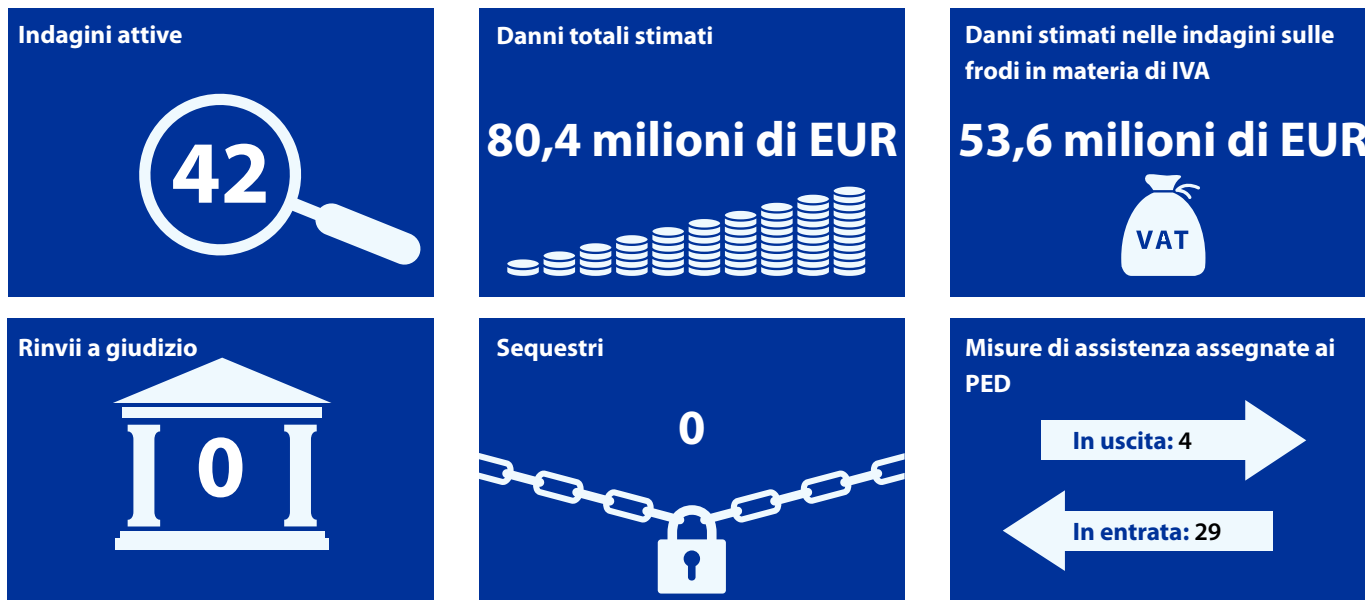 Indagini attive
42
Danni totali stimati
80,4 milioni di EUR
Danni stimati nelle indagini sulle
frodi in materia di IVA
53,6 milioni di EUR
VAT
Rinvii a giudizio
0
Sequestri
0
Misure di assistenza assegnate ai
PED
In uscita: 4
In entrata: 29